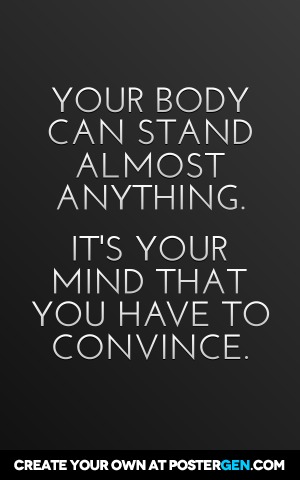 YOUR BODY
CAN STAND
ALMOST
ANYTHING.
IT'S YOUR
MIND THAT
YOU HAVE TO
CONVINCE.
CREATE YOUR OWN AT POSTERGEN.COM